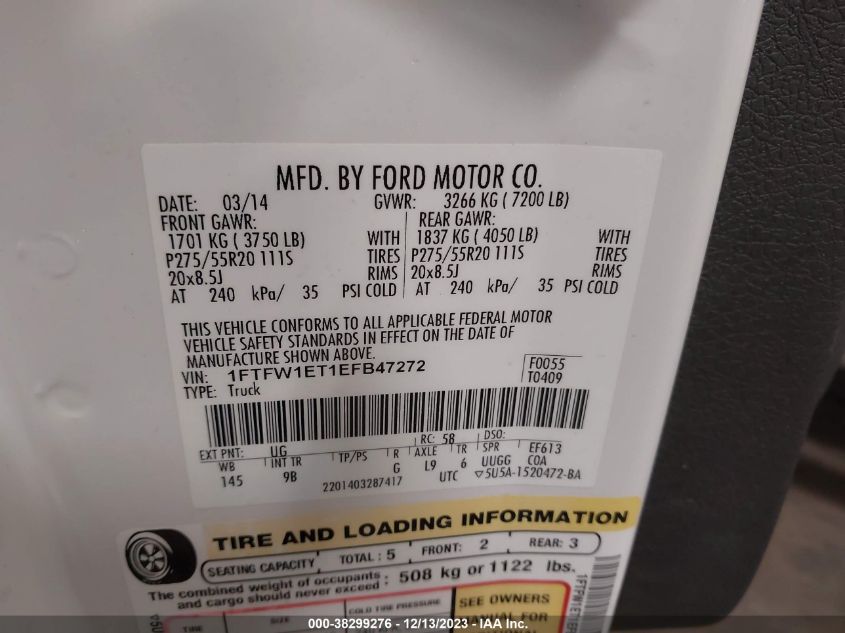 MFD. BY FORD MOTOR CO.
DATE: 03/14 GVWR: 3266 KG ( 7200 LB)
FRONT GAWR: REAR GAWR:
1701 KG ( 3750 LB) WITH 1837 KG ( 4050 LB) WITH
P275/55R20 111S TIRES P275/55R20 111S TIRES
20x8.5J RIMS 20x8.5J RIMS
AT 240 kPa/ 35 PSI COLD AT 240 kPa/ 35 PSI COLD
THIS VEHICLE CONFORMS TO ALL APPLICABLE FEDERAL MOTOR
VEHICLE SAFETY STANDARDS IN EFFECT ON THE DATE OF
MANUFACTURE SHOWN ABOVE.
VIN: 1FTFW1ET1EFB47272 F0055
TYPE: Truck T0409
EXT PNT: UG RC: 58 DSO:
WB INT TR TP/PS R AXLE TR SPR EF613
145 9B G L9 6 UUGG COA
2201403287417 UTC ▽5U5A-1520472-BA
TIRE AND LOADING INFORMATION
SEATING CAPACITY TOTAL : 5 FRONT: 2 REAR: 3
The combined weight of occupants
and cargo should never exceed : 508 kg or 1122 lbs.
TIRE SIZE COLD TIRE PRESSURE SEE OWNERS
MANUAL FOR
000-38299276 - 12/13/2023 - IAA Inc.